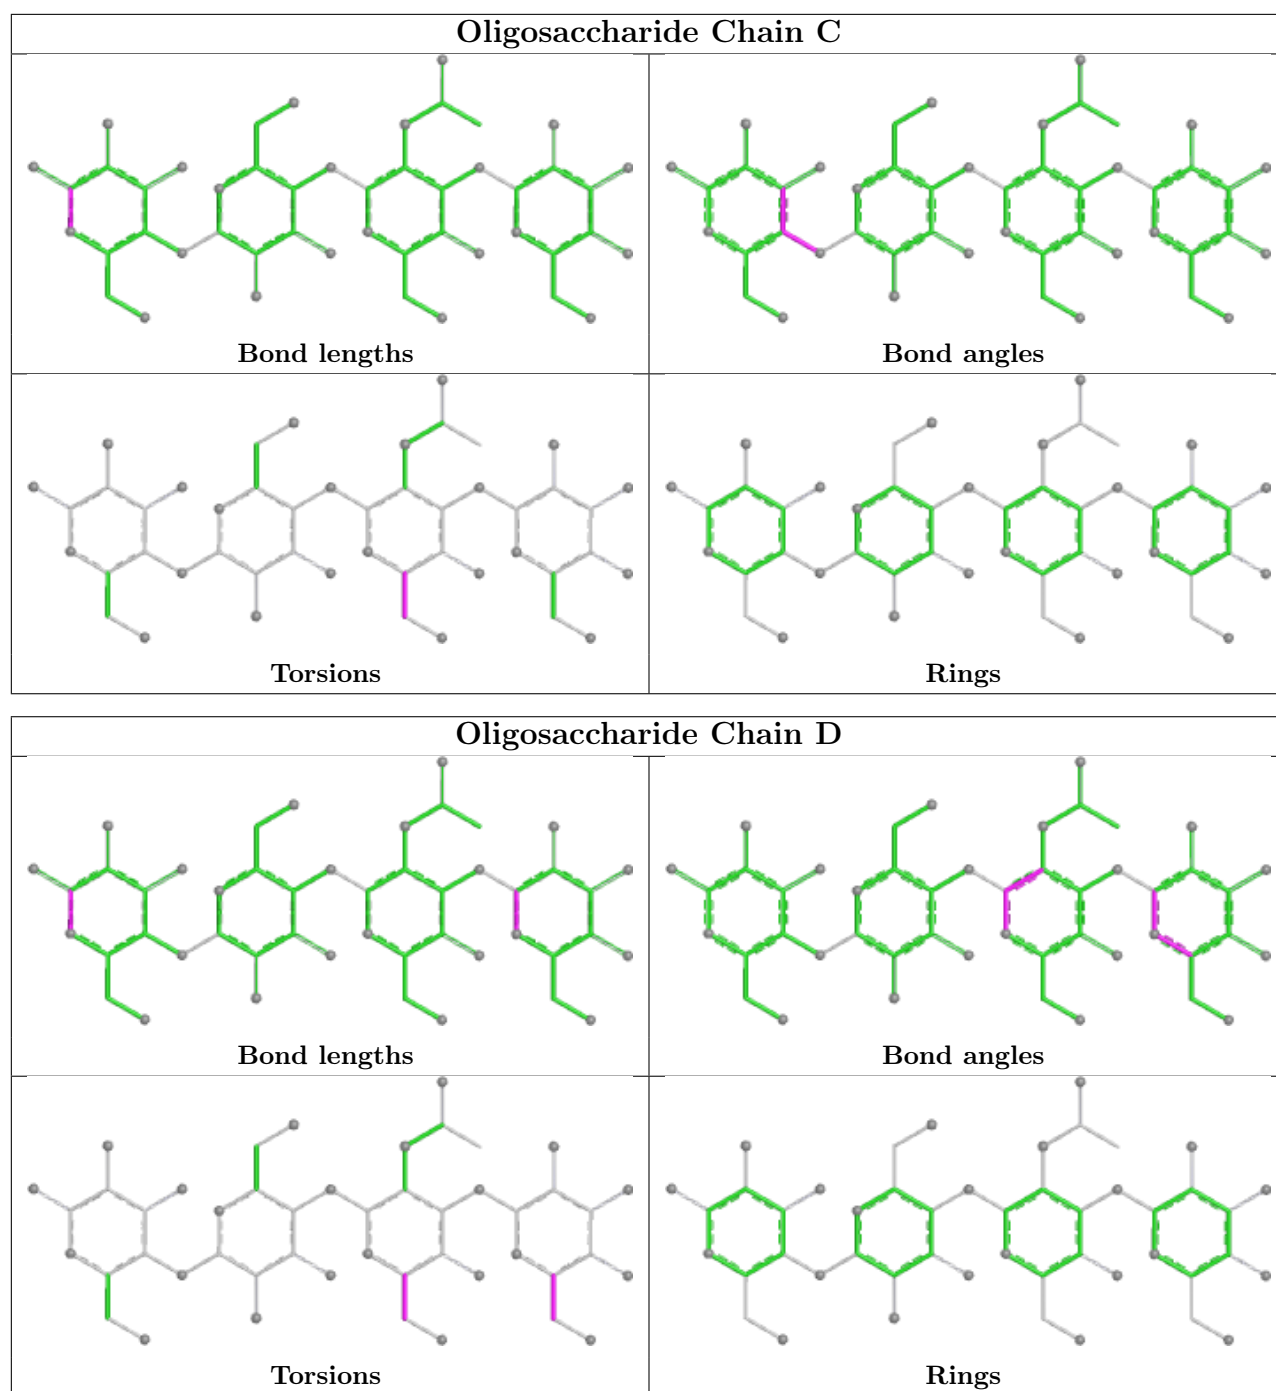 Oligosaccharide Chain C
Bond lengths
Bond angles
Torsions
Rings
Oligosaccharide Chain D
Bond lengths
Bond angles
Torsions
Rings